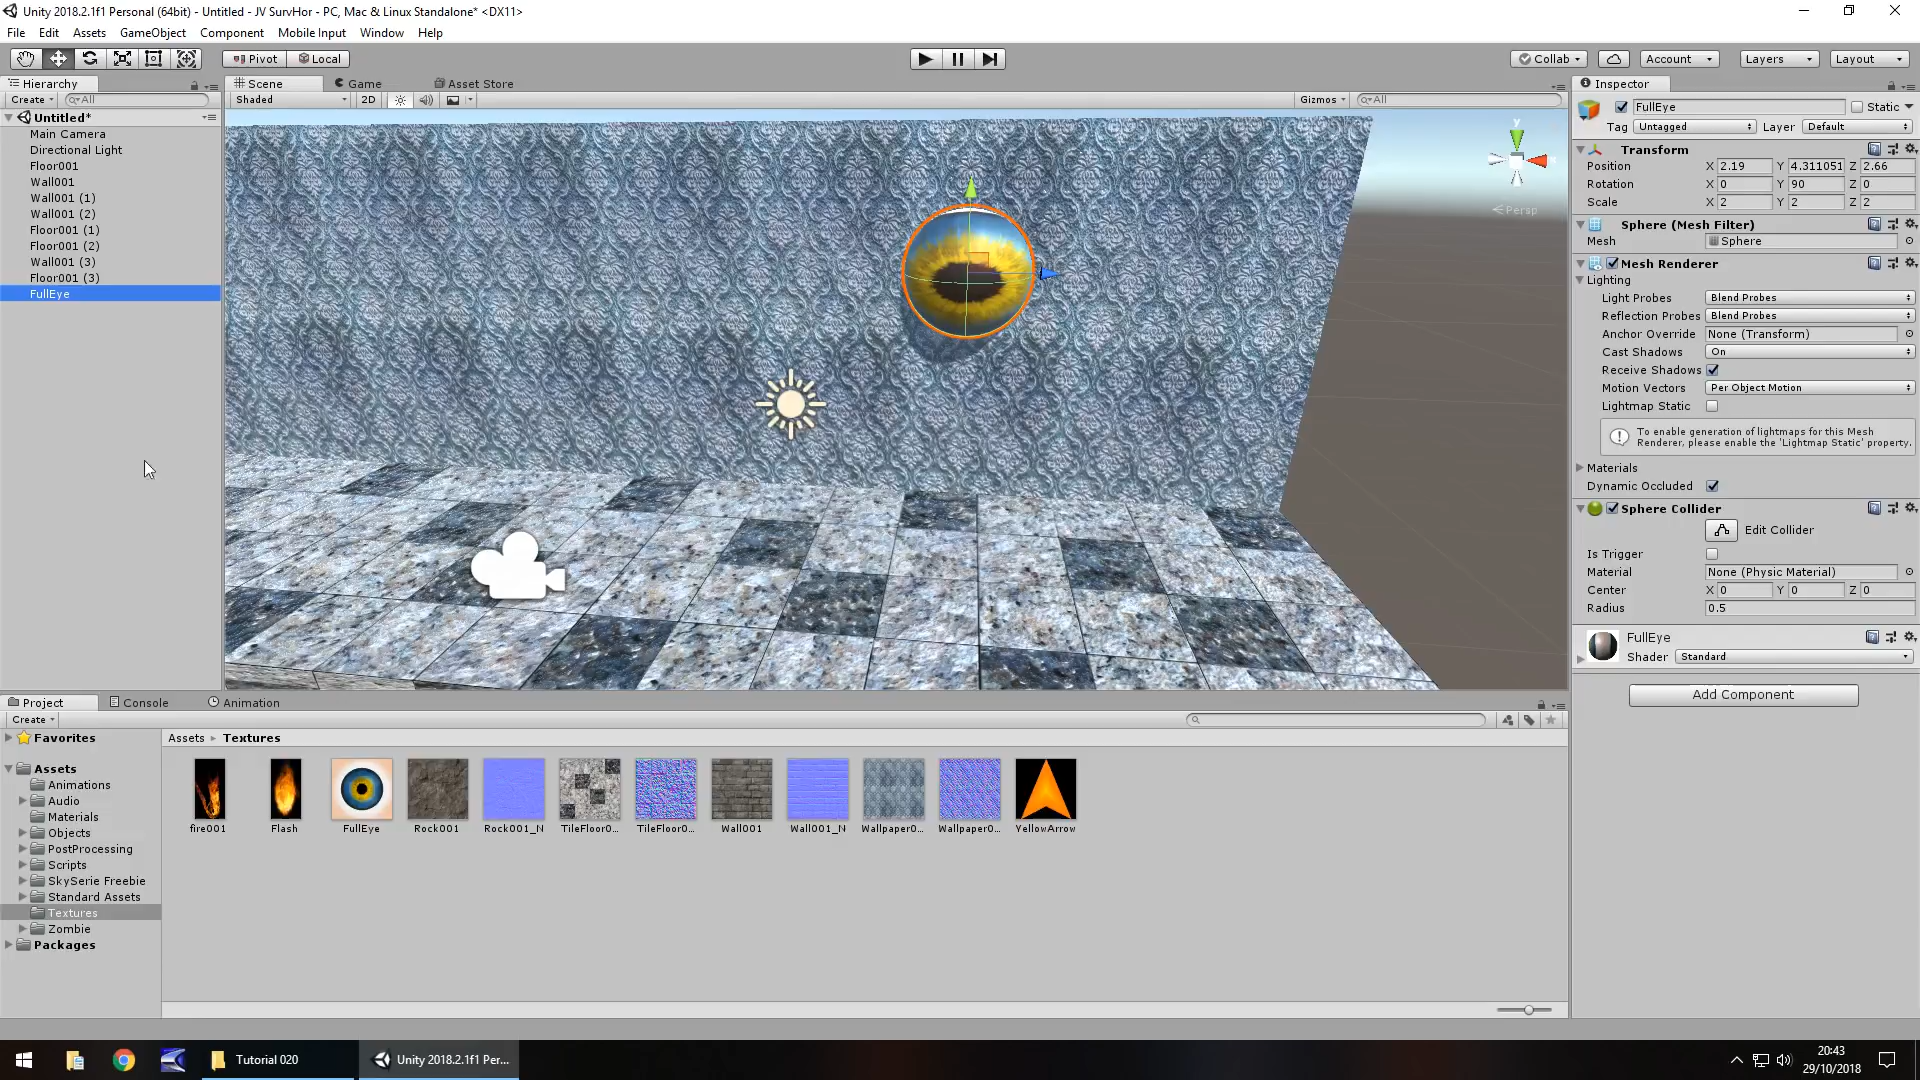 Unity 2018.2.1f1 Personal (64bit) - Untitled - JV SurvHor - PC, Mac & Linux Standalone* <DX11>
File Edit Assets GameObject Component Mobile Input Window Help
Pivot Local Collab Account Layers Layout
Hierarchy Scene Game Asset Store Inspector
Create All Shaded 2D Gizmos All
Untitled*
Main Camera
Directional Light
Floor001
Wall001
Wall001 (1)
Wall001 (2)
Floor001 (1)
Floor001 (2)
Wall001 (3)
Floor001 (3)
FullEye
y
Persp
FullEye Static
Tag Untagged Layer Default
Transform
Position X 2.19 Y 4.311051 Z 2.66
Rotation X 0 Y 90 Z 0
Scale X 2 Y 2 Z 2
Sphere (Mesh Filter)
Mesh Sphere
Mesh Renderer
Lighting
Light Probes Blend Probes
Reflection Probes Blend Probes
Anchor Override None (Transform)
Cast Shadows On
Receive Shadows
Motion Vectors Per Object Motion
Lightmap Static
To enable generation of lightmaps for this Mesh
Renderer, please enable the 'Lightmap Static' property.
Materials
Dynamic Occluded
Sphere Collider
Edit Collider
Is Trigger
Material None (Physic Material)
Center X 0 Y 0 Z 0
Radius 0.5
FullEye
Shader Standard
Add Component
Project Console Animation
Create
Favorites
Assets
Animations
Audio
Materials
Objects
PostProcessing
Scripts
SkySerie Freebie
Standard Assets
Textures
Zombie
Packages
Assets Textures
fire001 Flash FullEye Rock001 Rock001_N TileFloor0... TileFloor0... Wall001 Wall001_N Wallpaper0... Wallpaper0... YellowArrow
Tutorial 020 Unity 2018.2.1f1 Per...
20:43
29/10/2018